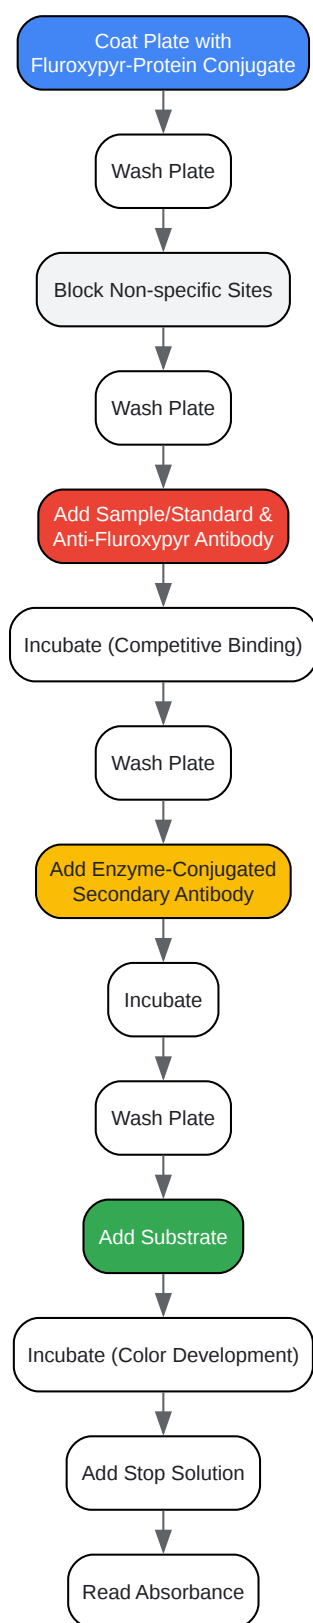 Coat Plate with
Fluroxypyr-Protein Conjugate
Wash Plate
Block Non-specific Sites
Wash Plate
Add Sample/Standard &
Anti-Fluroxypyr Antibody
Incubate (Competitive Binding)
Wash Plate
Add Enzyme-Conjugated
Secondary Antibody
Incubate
Wash Plate
Add Substrate
Incubate (Color Development)
Add Stop Solution
Read Absorbance